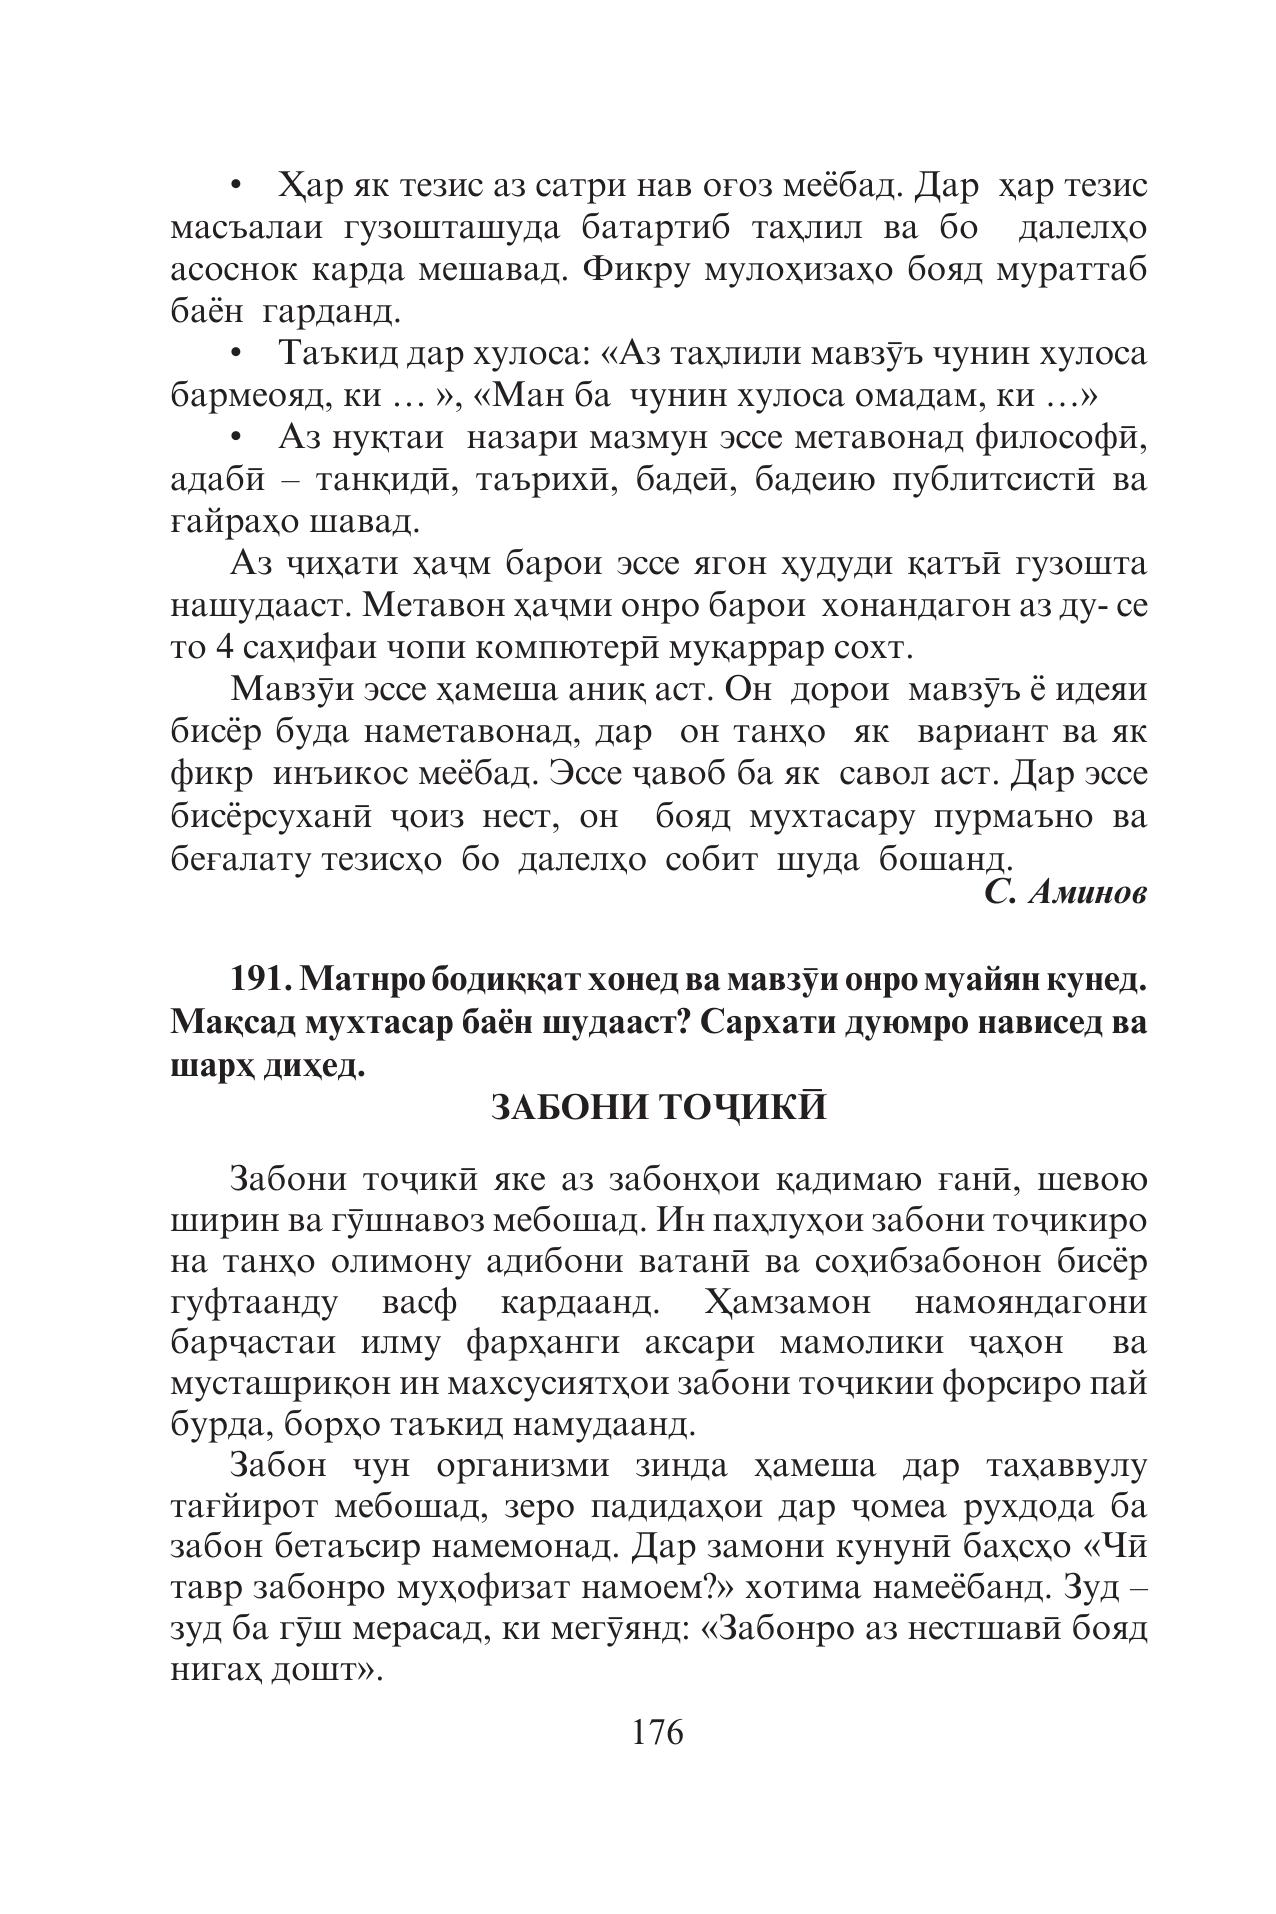 • Ҳар як тезис аз сатри нав оғоз меёбад. Дар ҳар тезис
масъалаи гузошташуда батартиб таҳлил ва бо далелҳо
асоснок карда мешавад. Фикру мулоҳизаҳо бояд мураттаб
баён гарданд.
• Таъкид дар хулоса: «Аз таҳлили мавзӯъ чунин хулоса
бармеояд, ки … », «Ман ба чунин хулоса омадам, ки …»
• Аз нуқтаи назари мазмун эссе метавонад философӣ,
адабӣ – танқидӣ, таърихӣ, бадеӣ, бадеию публитсистӣ ва
ғайраҳо шавад.
Аз ҷиҳати ҳаҷм барои эссе ягон ҳудуди қатъӣ гузошта
нашудааст. Метавон ҳаҷми онро барои хонандагон аз ду- се
то 4 саҳифаи чопи компютерӣ муқаррар сохт.
Мавзӯи эссе ҳамеша аниқ аст. Он дорои мавзӯъ ё идеяи
бисёр буда наметавонад, дар он танҳо як вариант ва як
фикр инъикос меёбад. Эссе ҷавоб ба як савол аст. Дар эссе
бисёрсуханӣ ҷоиз нест, он бояд мухтасару пурмаъно ва
беғалату тезисҳо бо далелҳо собит шуда бошанд.
С. Аминов
191. Матнро бодиққат хонед ва мавзӯи онро муайян кунед.
Мақсад мухтасар баён шудааст? Сархати дуюмро нависед ва
шарҳ диҳед.
ЗАБОНИ ТОҶИКӢ
Забони тоҷикӣ яке аз забонҳои қадимаю ғанӣ, шевою
ширин ва гӯшнавоз мебошад. Ин паҳлуҳои забони тоҷикиро
на танҳо олимону адибони ватанӣ ва соҳибзабонон бисёр
гуфтаанду васф кардаанд. Ҳамзамон намояндагони
барҷастаи илму фарҳанги аксари мамолики ҷаҳон ва
мусташриқон ин махсусиятҳои забони тоҷикии форсиро пай
бурда, борҳо таъкид намудаанд.
Забон чун организми зинда ҳамеша дар таҳаввулу
тағйирот мебошад, зеро падидаҳои дар ҷомеа рухдода ба
забон бетаъсир намемонад. Дар замони кунунӣ баҳсҳо «Чӣ
тавр забонро муҳофизат намоем?» хотима намеёбанд. Зуд –
зуд ба гӯш мерасад, ки мегӯянд: «Забонро аз нестшавӣ бояд
нигаҳ дошт».
176